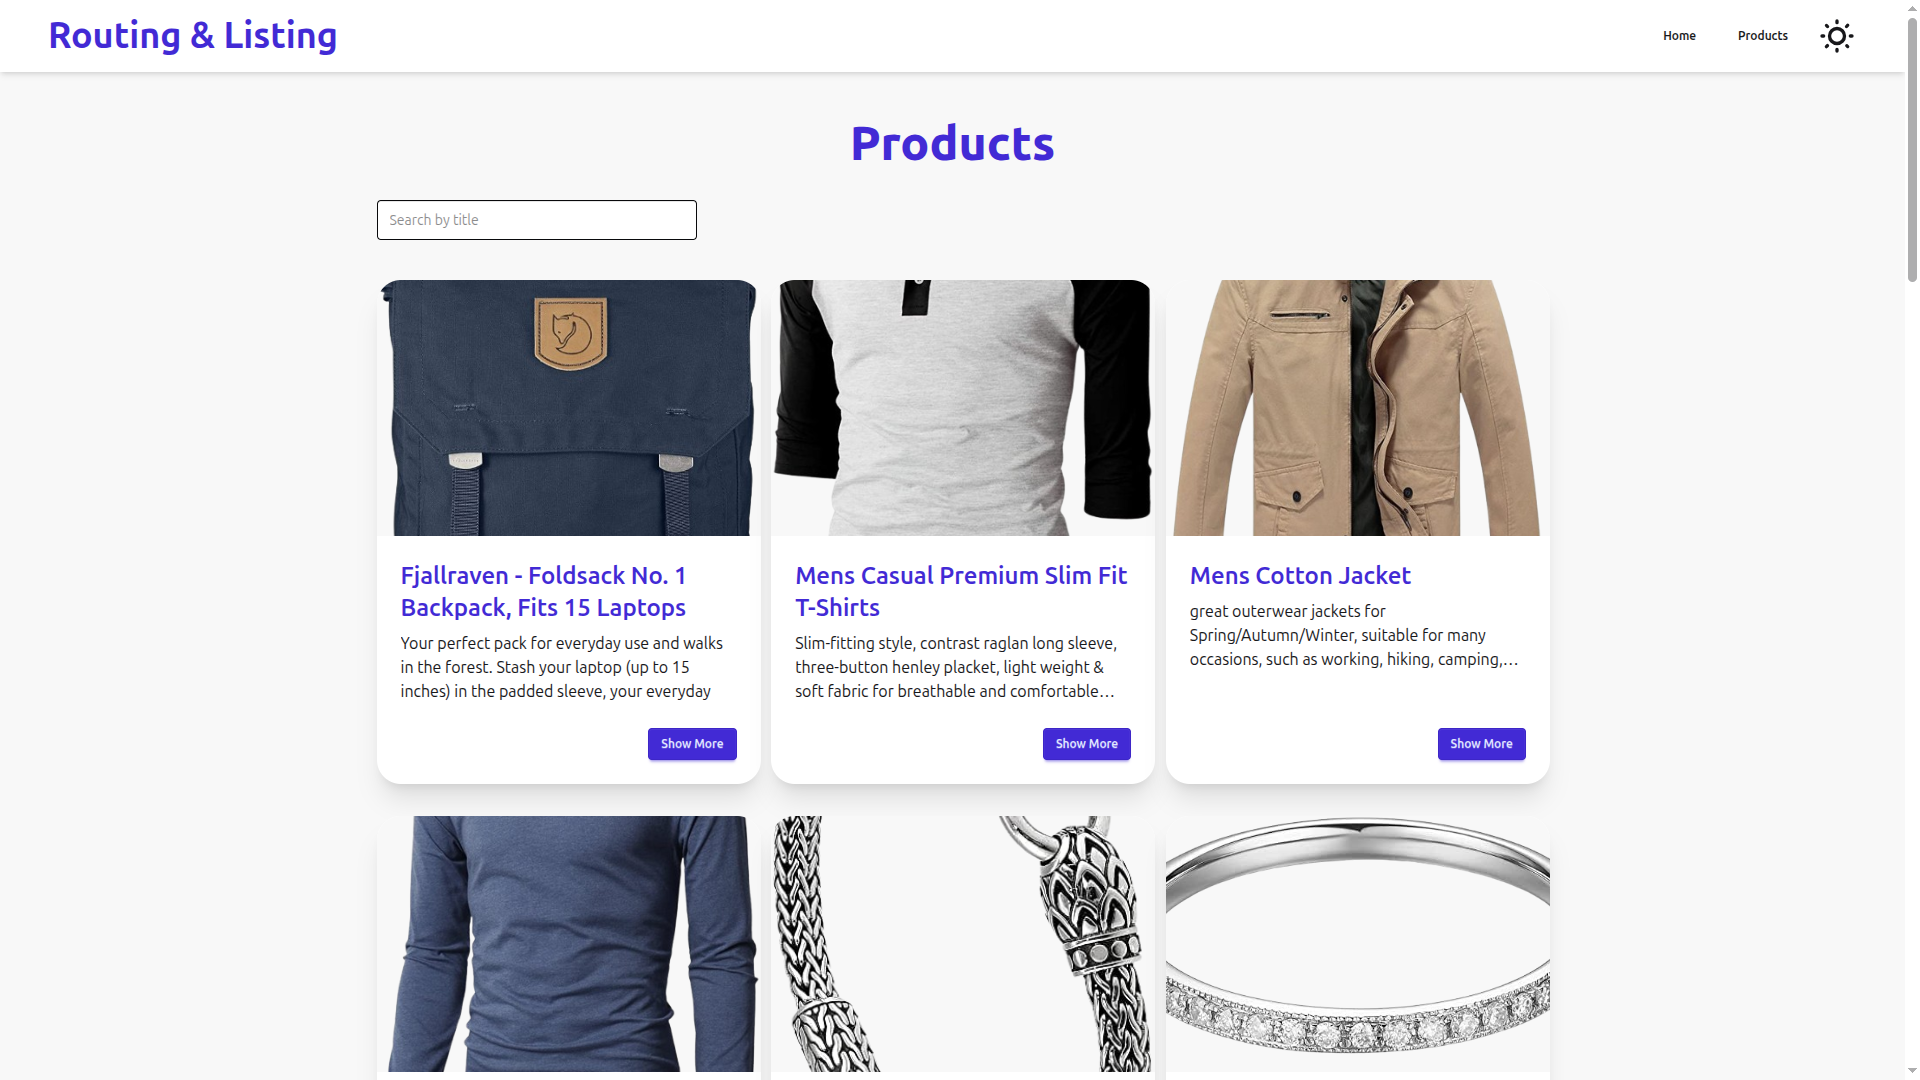 Routing & Listing
Home
Products
Products
Search by title
Fjallraven - Foldsack No. 1
Backpack, Fits 15 Laptops
Your perfect pack for everyday use and walks
in the forest. Stash your laptop (up to 15
inches) in the padded sleeve, your everyday
Show More
Mens Casual Premium Slim Fit
T-Shirts
Slim-fitting style, contrast raglan long sleeve,
three-button henley placket, light weight &
soft fabric for breathable and comfortable…
Show More
Mens Cotton Jacket
great outerwear jackets for
Spring/Autumn/Winter, suitable for many
occasions, such as working, hiking, camping,…
Show More